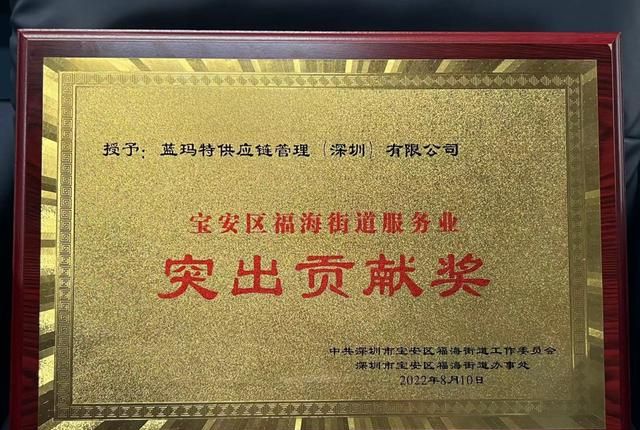 授予：蓝玛特供应链管理（深圳）有限公司
宝安区福海街道服务业
突出贡献奖
中共深圳市宝安区福海街道工作委员会
深圳市宝安区福海街道办事处
2022年8月10日